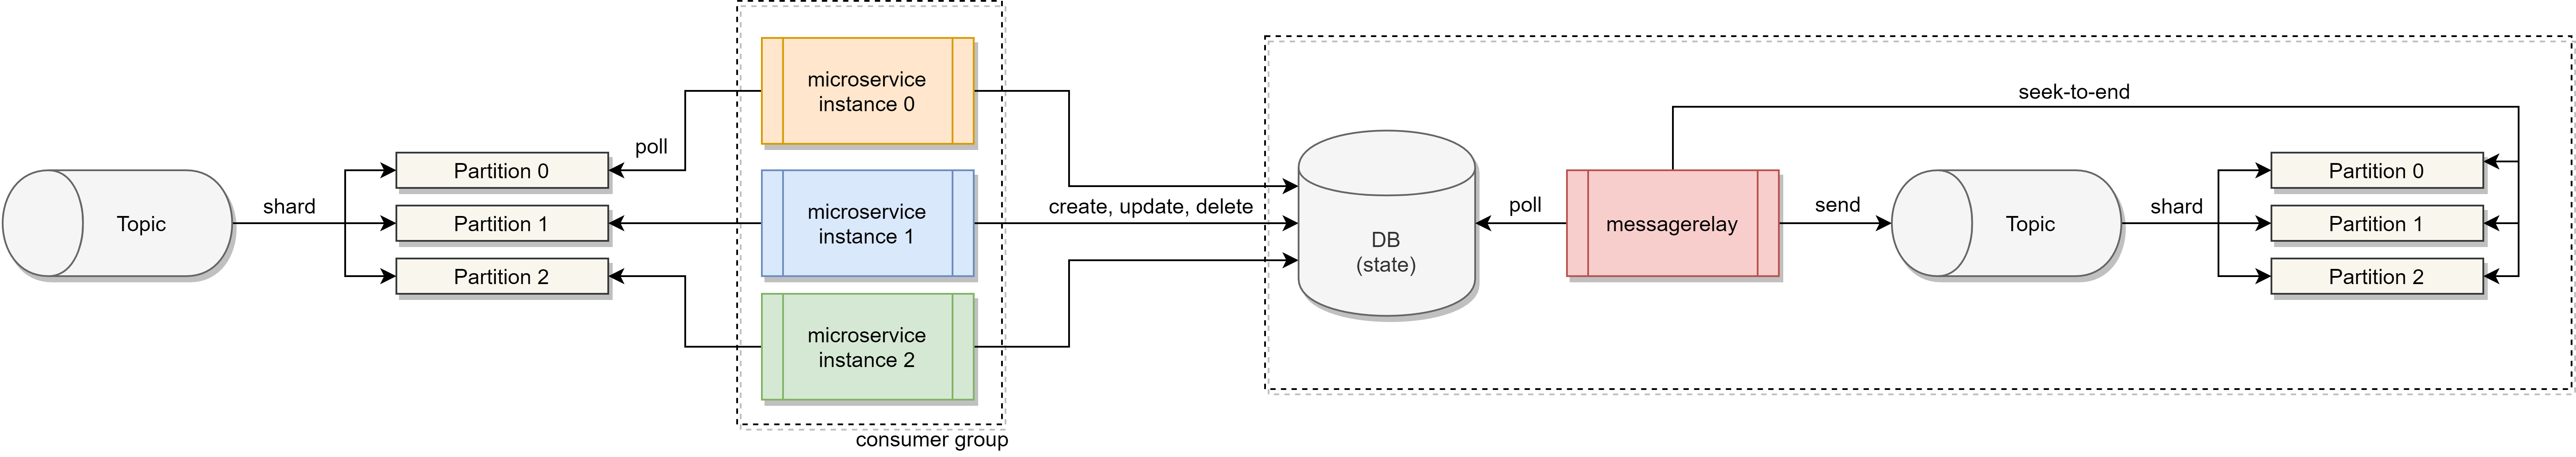 Topic
shard
Partition 0
Partition 1
Partition 2
poll
microservice
instance 0
microservice
instance 1
microservice
instance 2
consumer group
create, update, delete
DB
(state)
poll
messagerelay
seek-to-end
send
Topic
shard
Partition 0
Partition 1
Partition 2